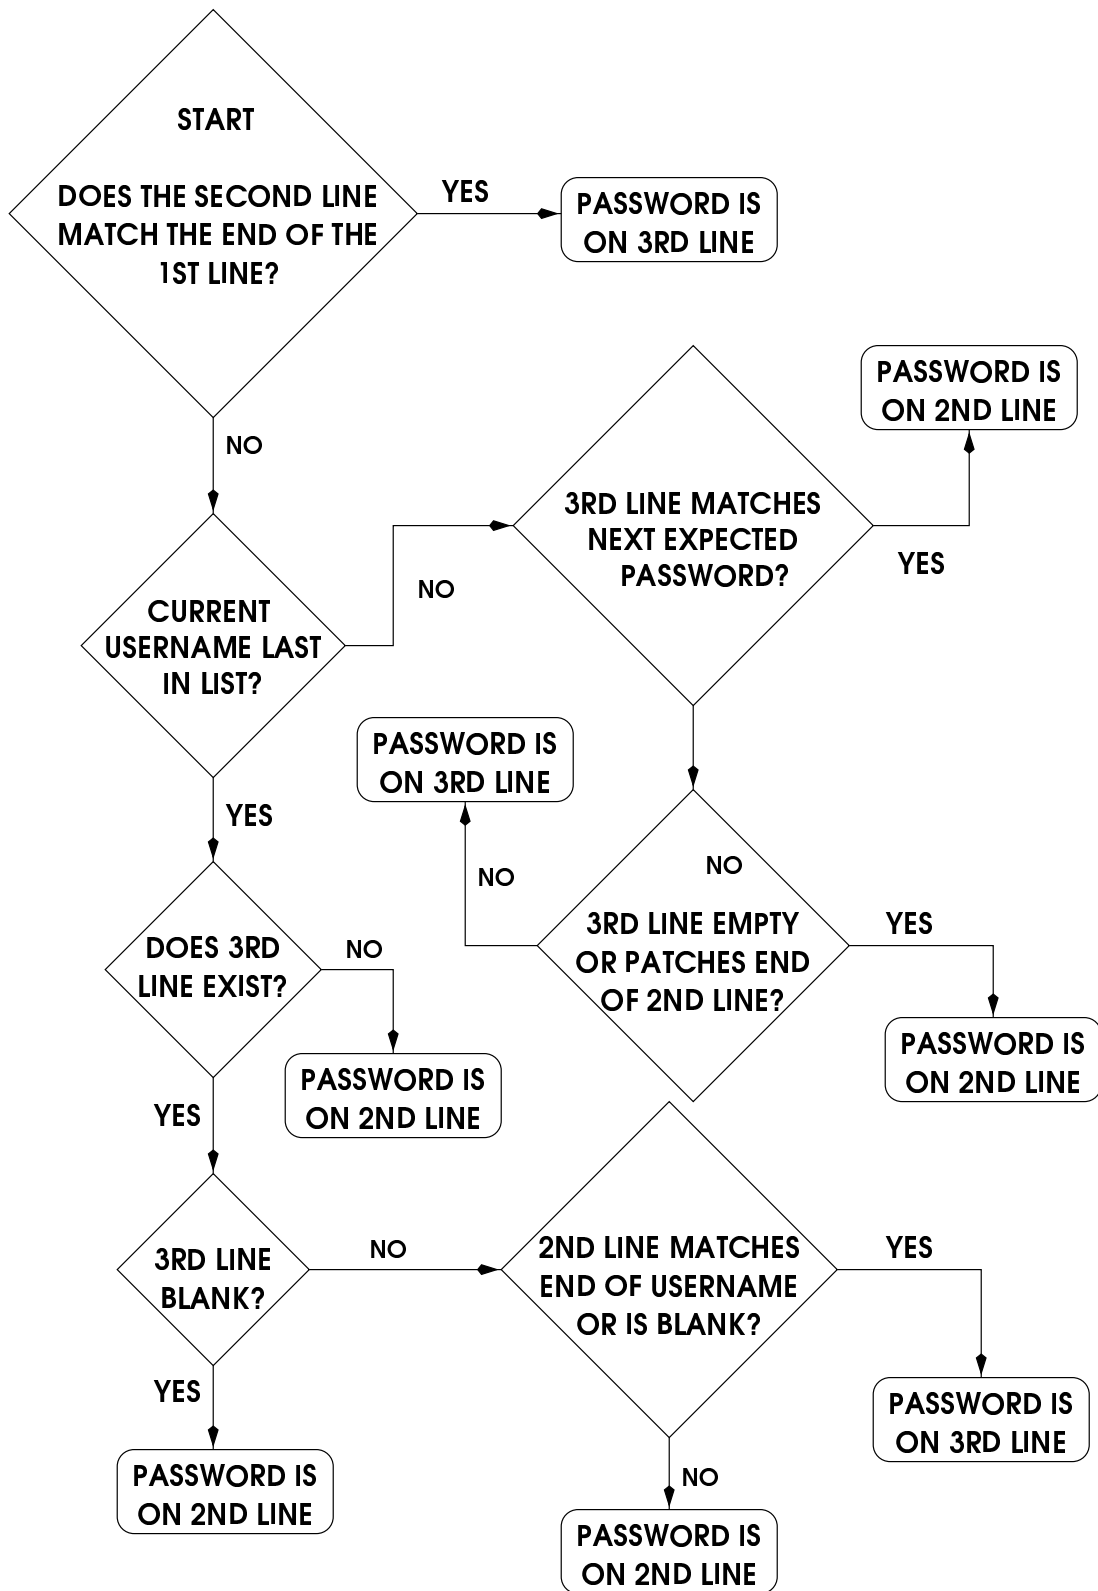 START
DOES THE SECOND LINE
MATCH THE END OF THE
1ST LINE?
YES
PASSWORD IS
ON 3RD LINE
NO
CURRENT
USERNAME LAST
IN LIST?
NO
3RD LINE MATCHES
NEXT EXPECTED
PASSWORD?
YES
PASSWORD IS
ON 2ND LINE
NO
3RD LINE EMPTY
OR PATCHES END
OF 2ND LINE?
NO
PASSWORD IS
ON 3RD LINE
YES
PASSWORD IS
ON 2ND LINE
YES
DOES 3RD
LINE EXIST?
NO
PASSWORD IS
ON 2ND LINE
YES
3RD LINE
BLANK?
NO
2ND LINE MATCHES
END OF USERNAME
OR IS BLANK?
YES
PASSWORD IS
ON 3RD LINE
YES
PASSWORD IS
ON 2ND LINE
NO
PASSWORD IS
ON 2ND LINE